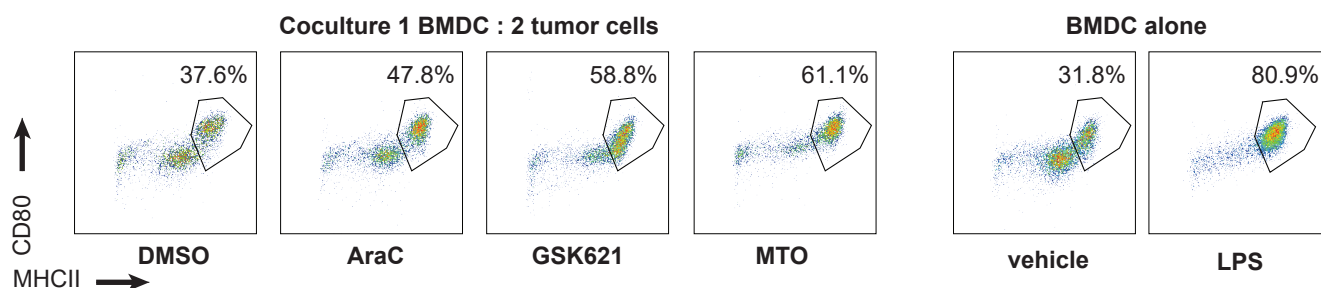 Coculture 1 BMDC : 2 tumor cells
BMDC alone
37.6%
47.8%
58.8%
61.1%
31.8%
80.9%
CD80
DMSO
AraC
GSK621
MTO
vehicle
LPS
MHCII